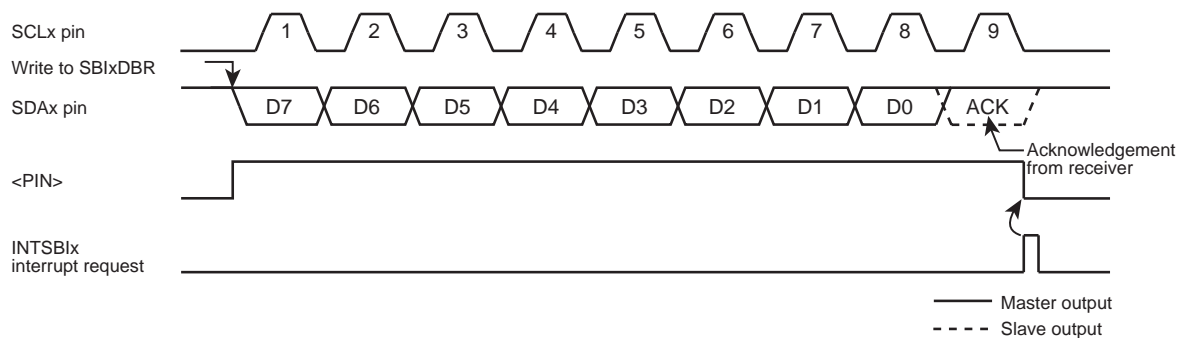 SCLx pin
1 2 3 4 5 6 7 8 9
Write to SBIxDBR
SDAx pin
D7 D6 D5 D4 D3 D2 D1 D0 ACK
Acknowledgement
from receiver
<PIN>
INTSBIx
interrupt request
Master output
Slave output